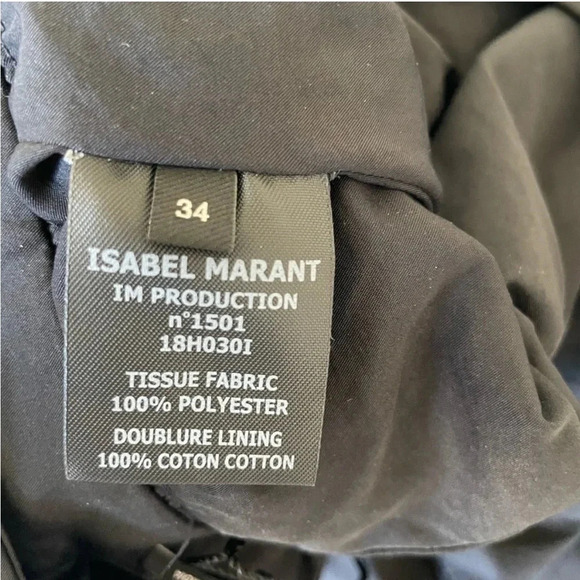 34
ISABEL MARANT
IM PRODUCTION
n°1501
18H030I
TISSUE FABRIC
100% POLYESTER
DOUBLURE LINING
100% COTON COTTON